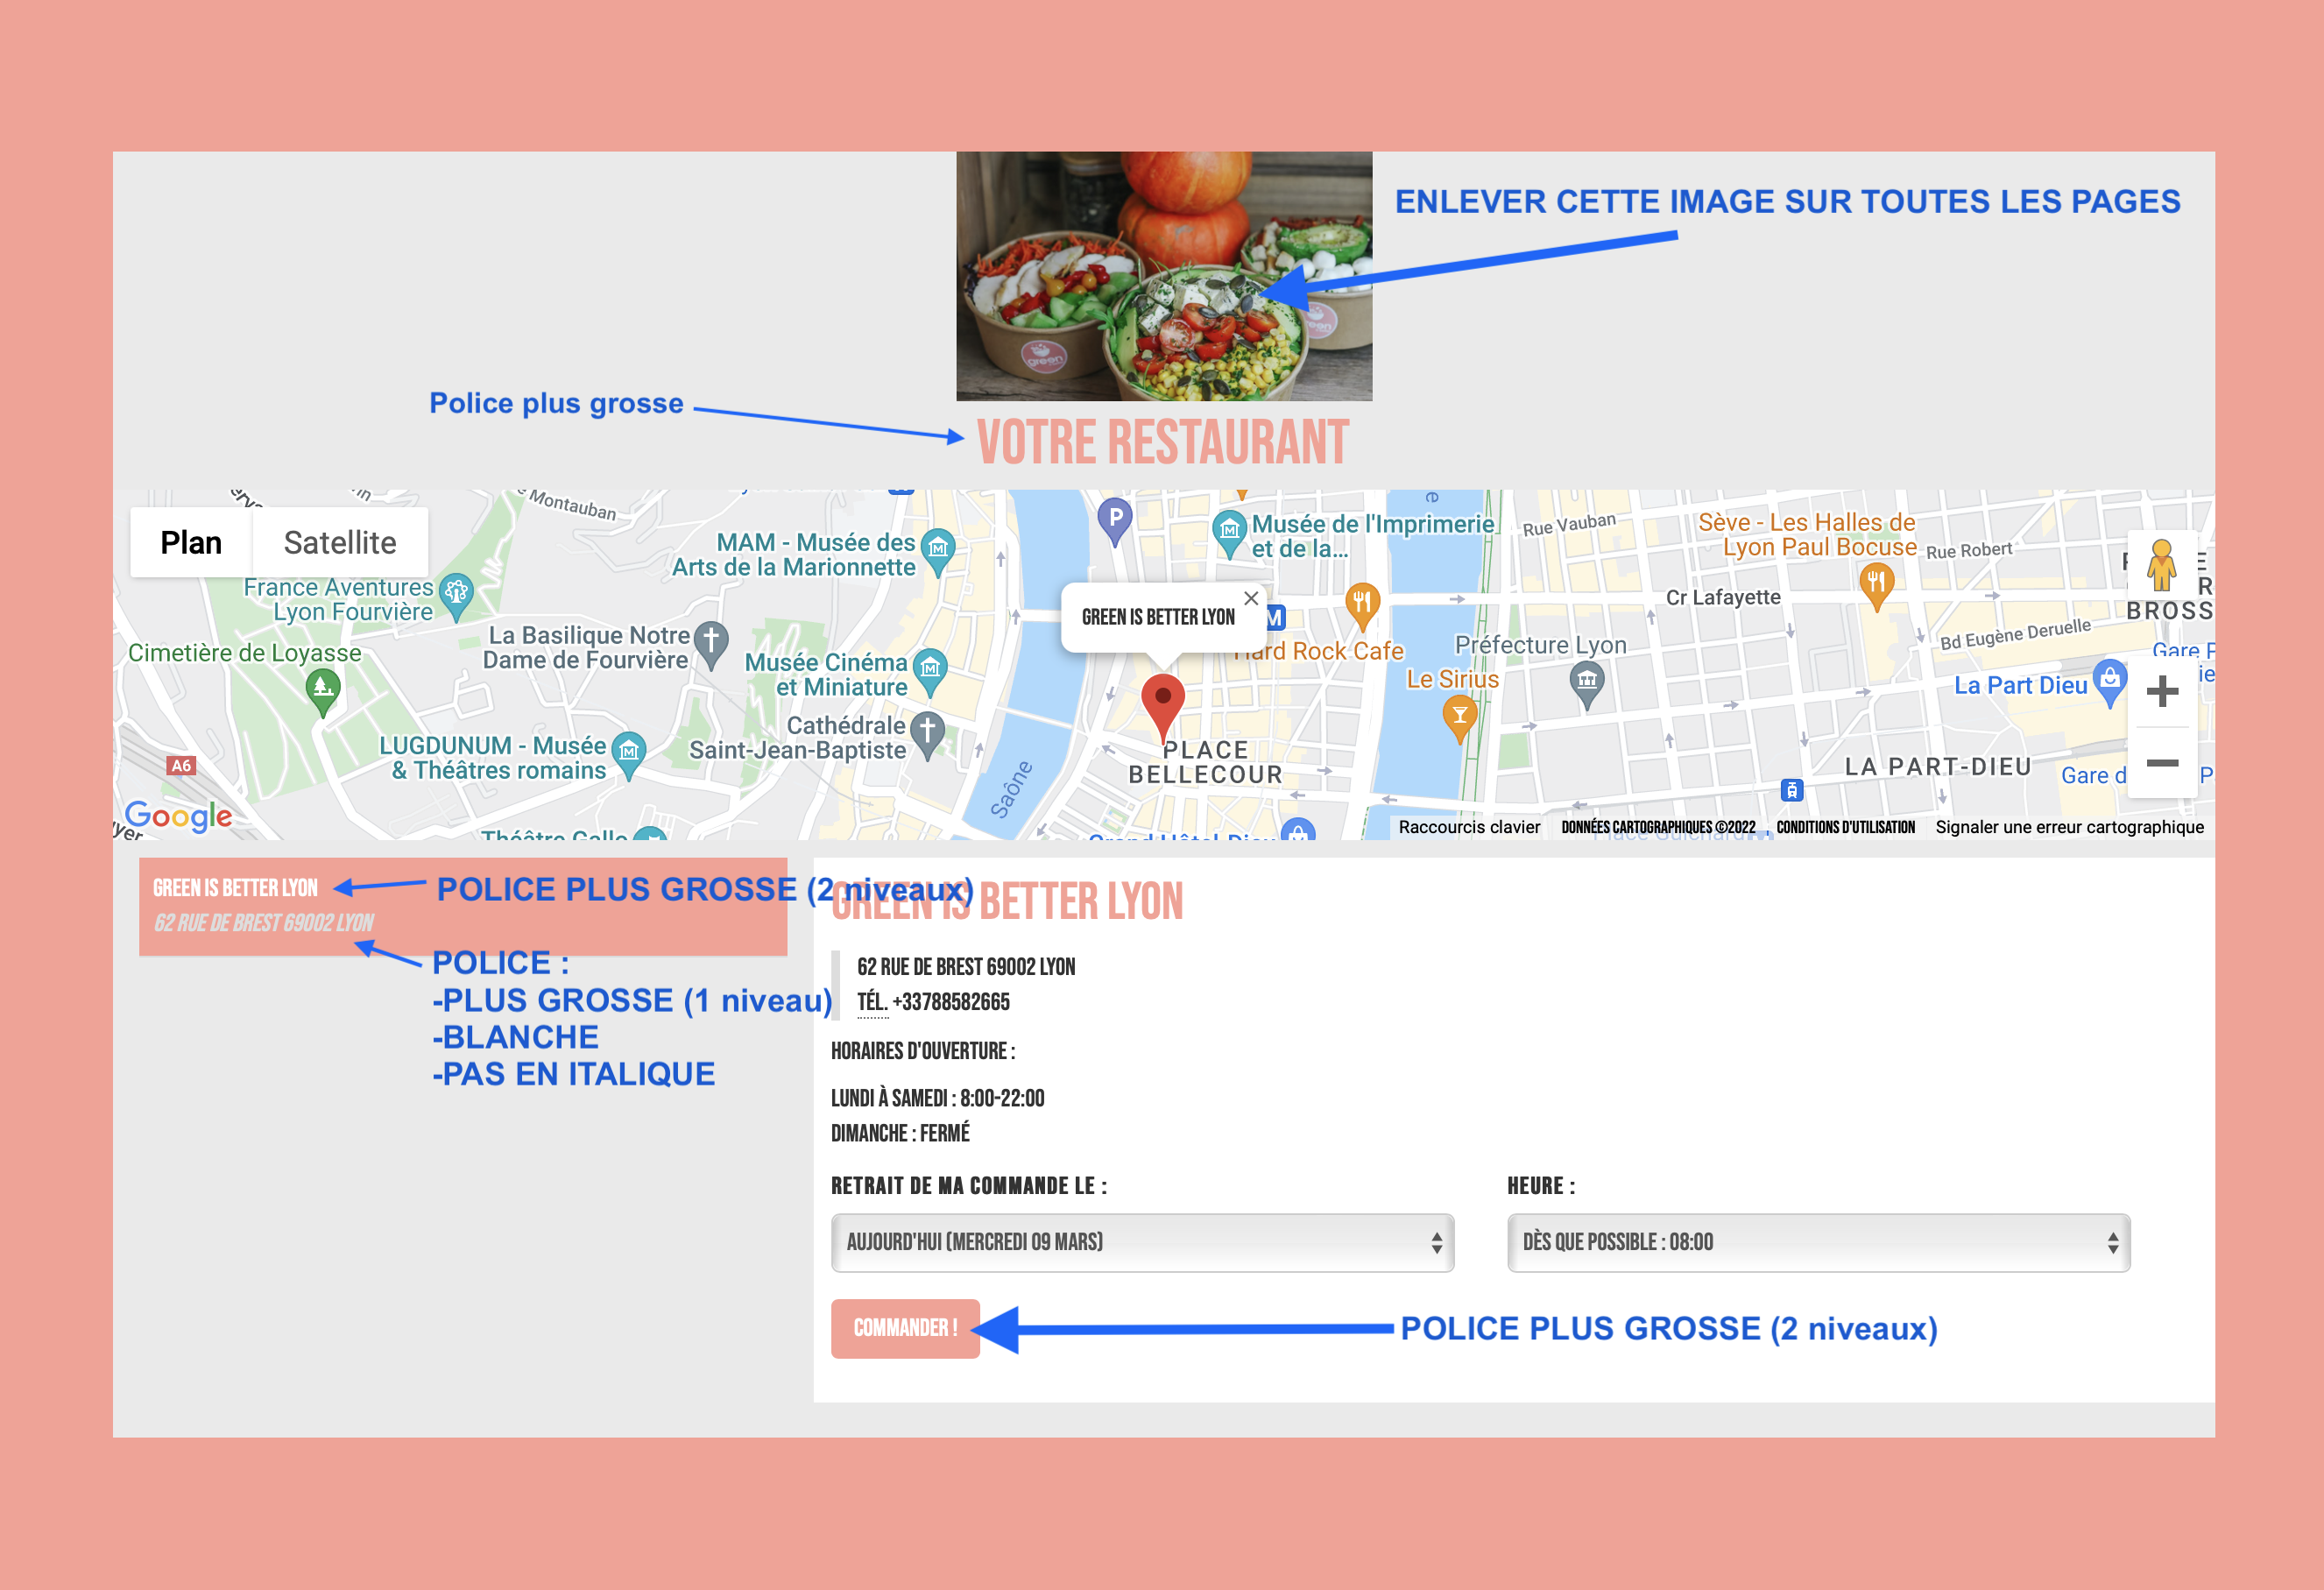 ENLEVER CETTE IMAGE SUR TOUTES LES PAGES
green
green
Police plus grosse
VOTRE RESTAURANT
Montauban
Plan
Satellite
MAM - Musée des
Arts de la Marionnette
P
Musée de l'Imprimerie
et de la...
Rue Vauban
Sève - Les Halles de
Lyon Paul Bocuse
Rue Robert
France Aventures
Lyon Fourvière
GREEN IS BETTER LYON
M
Cr Lafayette
BROSS
La Basilique Notre
Dame de Fourvière
Cimetière de Loyasse
Musée Cinéma
et Miniature
Hard Rock Cafe
Préfecture Lyon
Bd Eugène Deruelle
Gare P
Le Sirius
La Part Dieu
Cathédrale
Saint-Jean-Baptiste
LUGDUNUM - Musée
& Théâtres romains
A6
PLACE
BELLECOUR
LA PART-DIEU
Gare d
Saône
Google
Théâtre Gallo
Grand Hôtel-Dieu
Raccourcis clavier
DONNÉES CARTOGRAPHIQUES ©2022
CONDITIONS D'UTILISATION
Signaler une erreur cartographique
GREEN IS BETTER LYON
POLICE PLUS GROSSE (2 niveaux)
62 RUE DE BREST 69002 LYON
POLICE :
-PLUS GROSSE (1 niveau)
-BLANCHE
-PAS EN ITALIQUE
GREEN IS BETTER LYON
62 RUE DE BREST 69002 LYON
TÉL. +33788582665
HORAIRES D'OUVERTURE :
LUNDI À SAMEDI : 8:00-22:00
DIMANCHE : FERMÉ
RETRAIT DE MA COMMANDE LE :
HEURE :
AUJOURD'HUI (MERCREDI 09 MARS)
DÈS QUE POSSIBLE : 08:00
COMMANDER !
POLICE PLUS GROSSE (2 niveaux)